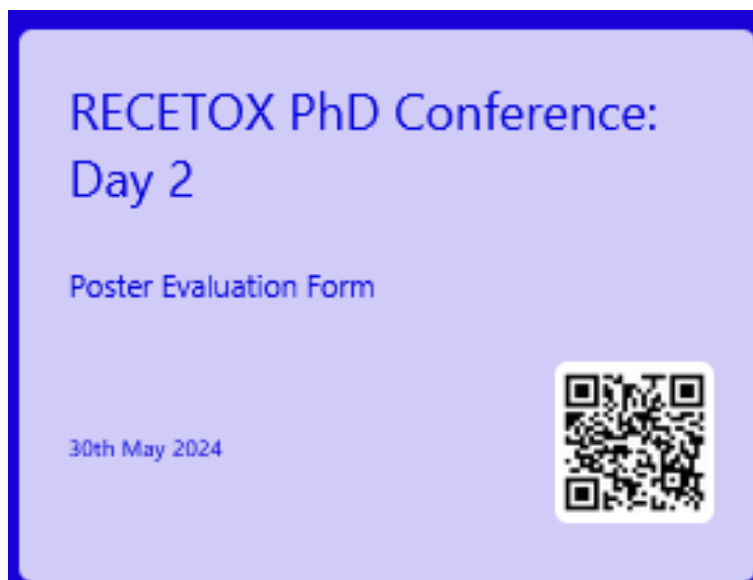 RECETOX PhD Conference:
Day 2
Poster Evaluation Form
30th May 2024